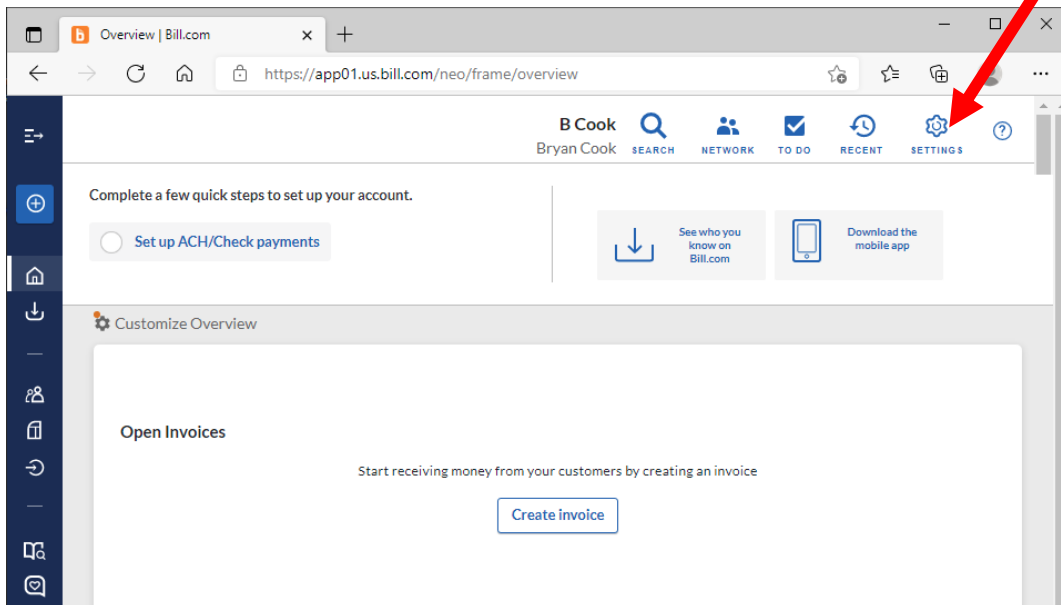 Overview | Bill.com
https://app01.us.bill.com/neo/frame/overview
B Cook
Bryan Cook
SEARCH
NETWORK
TO DO
RECENT
SETTINGS
Complete a few quick steps to set up your account.
Set up ACH/Check payments
See who you
know on
Bill.com
Download the
mobile app
Customize Overview
Open Invoices
Start receiving money from your customers by creating an invoice
Create invoice